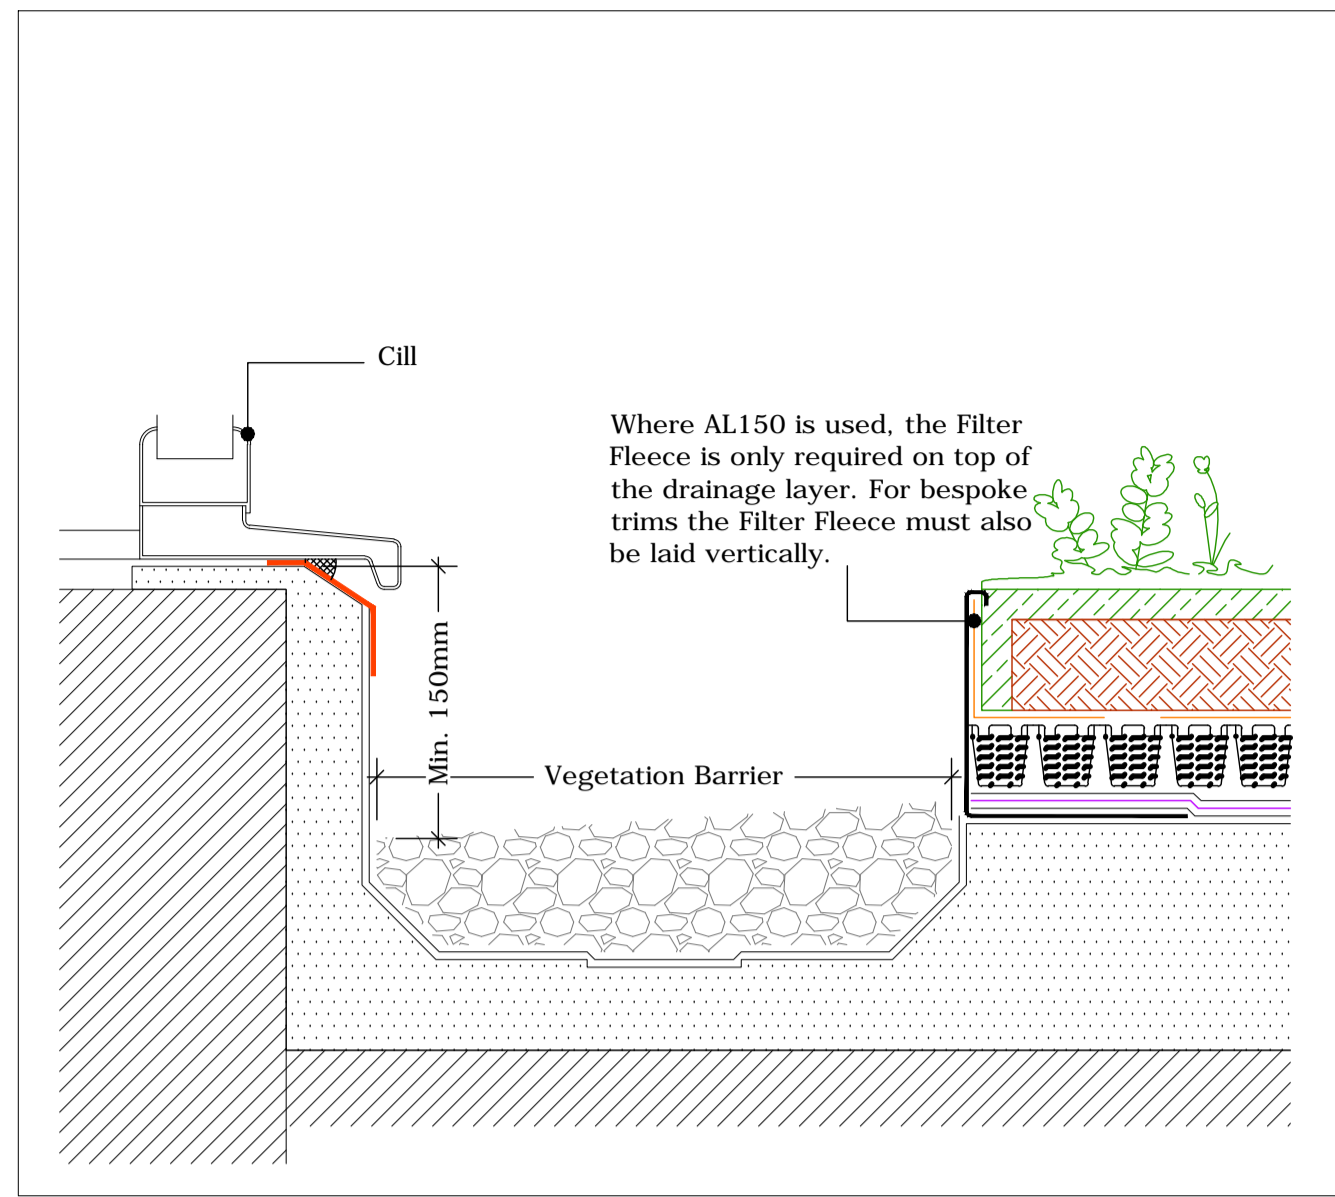 Cill
Where AL150 is used, the Filter
Fleece is only required on top of
the drainage layer. For bespoke
trims the Filter Fleece must also
be laid vertically.
Min. 150mm
Vegetation Barrier